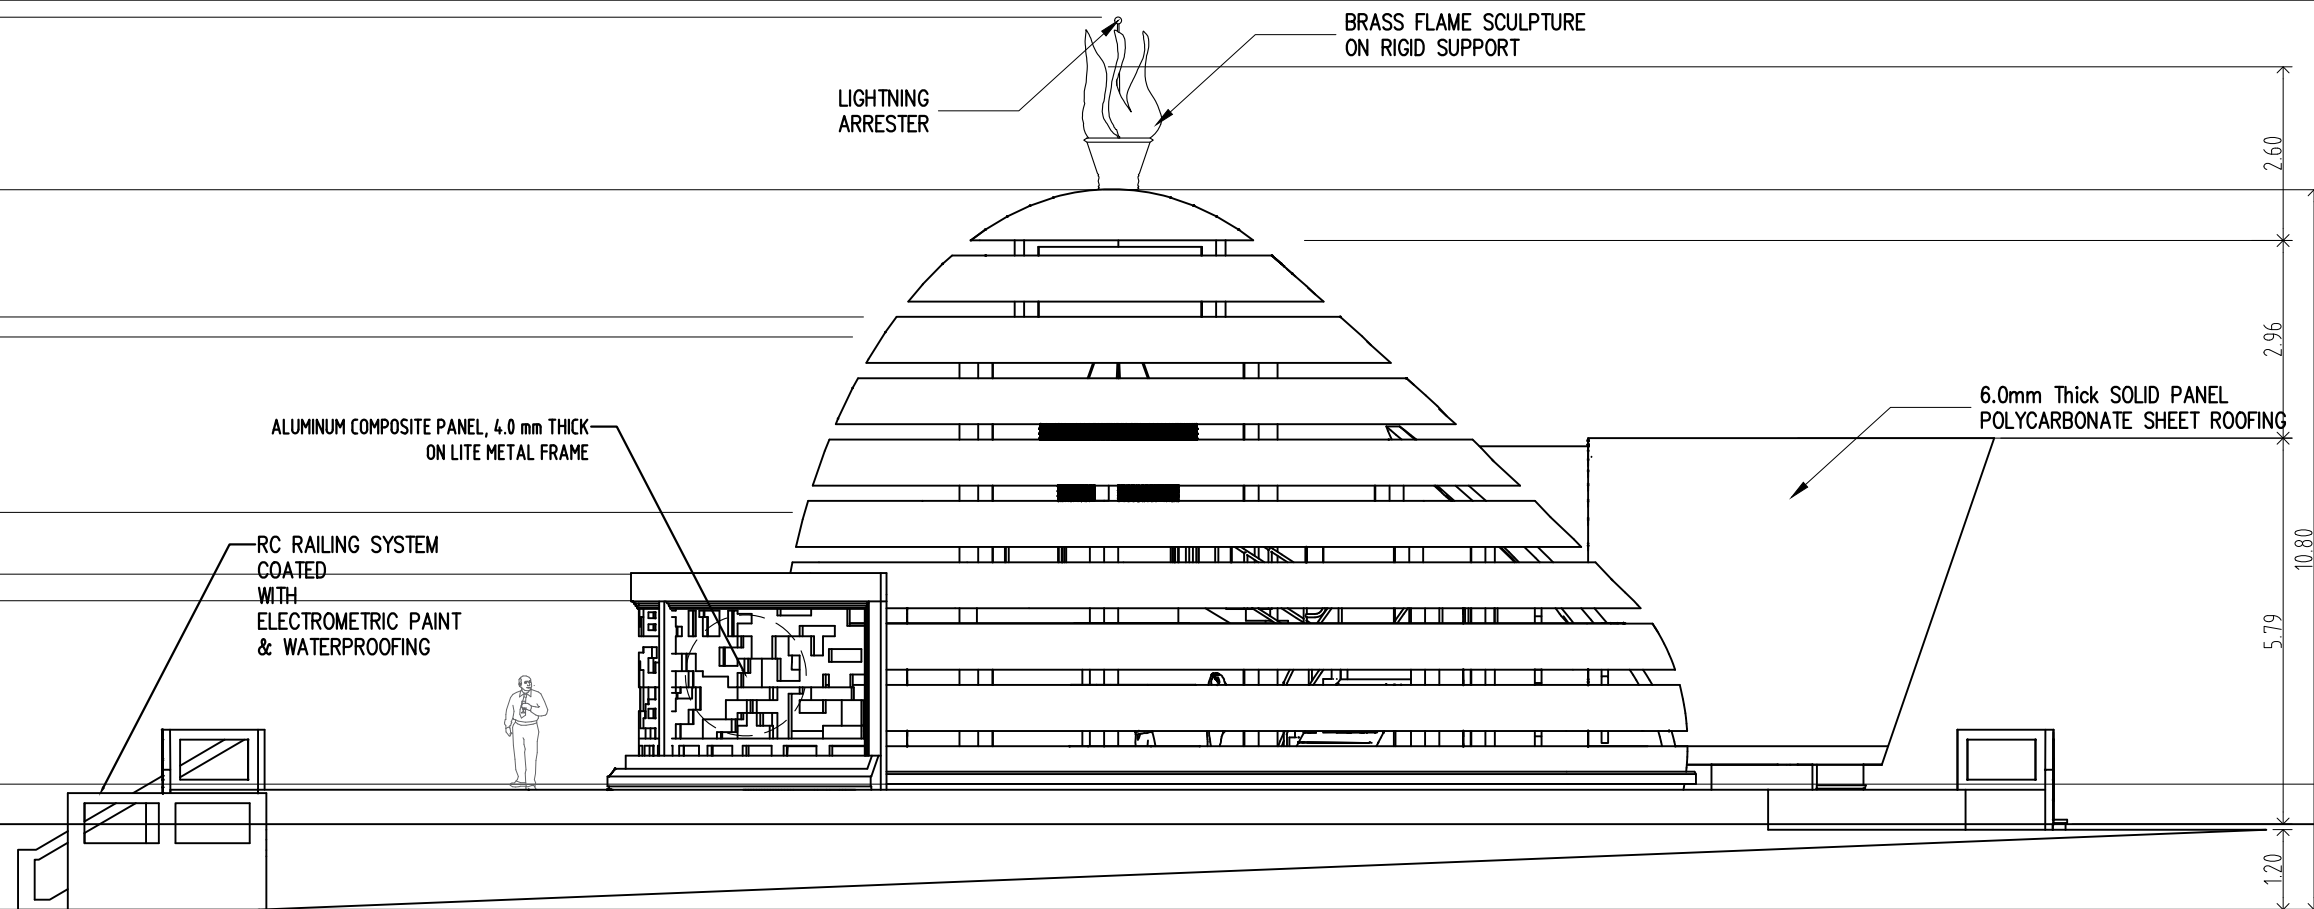 BRASS FLAME SCULPTURE
ON RIGID SUPPORT
LIGHTNING
ARRESTER
2.60
2.96
6.0mm Thick SOLID PANEL
POLYCARBONATE SHEET ROOFING
ALUMINUM COMPOSITE PANEL, 4.0 mm THICK
ON LITE METAL FRAME
RC RAILING SYSTEM
COATED
WITH
ELECTROMETRIC PAINT
& WATERPROOFING
10.80
5.79
1.20